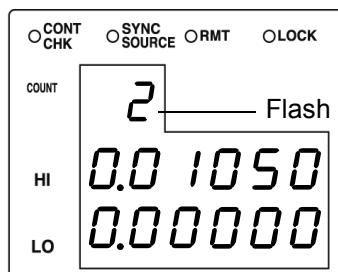 CONT CHK SYNC SOURCE RMT LOCK
COUNT 2 Flash
HI 0.01050
LO 0.00000